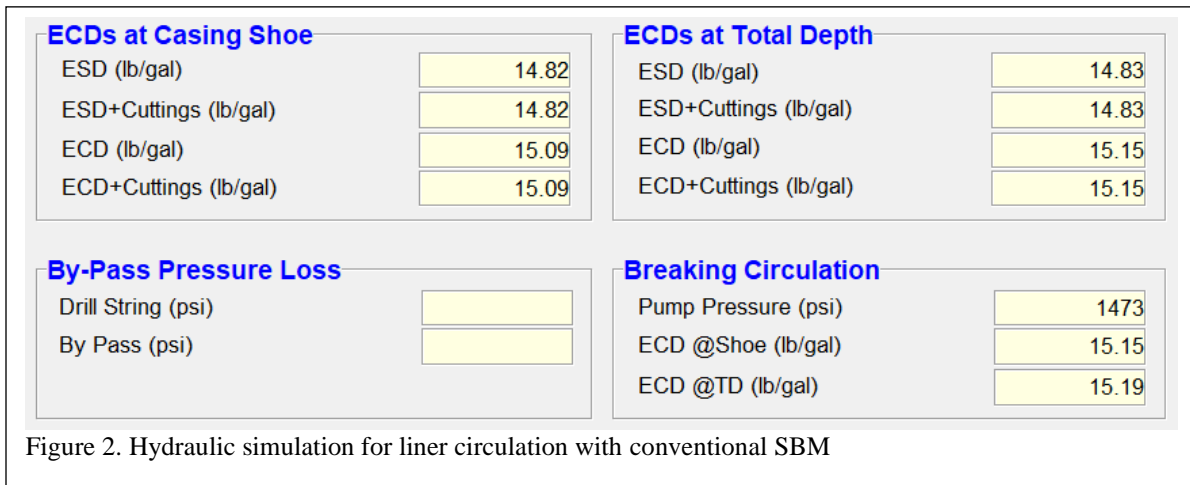 ECDs at Casing Shoe
ESD (lb/gal) 14.82
ESD+Cuttings (lb/gal) 14.82
ECD (lb/gal) 15.09
ECD+Cuttings (lb/gal) 15.09
ECDs at Total Depth
ESD (lb/gal) 14.83
ESD+Cuttings (lb/gal) 14.83
ECD (lb/gal) 15.15
ECD+Cuttings (lb/gal) 15.15
By-Pass Pressure Loss
Drill String (psi)
By Pass (psi)
Breaking Circulation
Pump Pressure (psi) 1473
ECD @Shoe (lb/gal) 15.15
ECD @TD (lb/gal) 15.19
Figure 2. Hydraulic simulation for liner circulation with conventional SBM